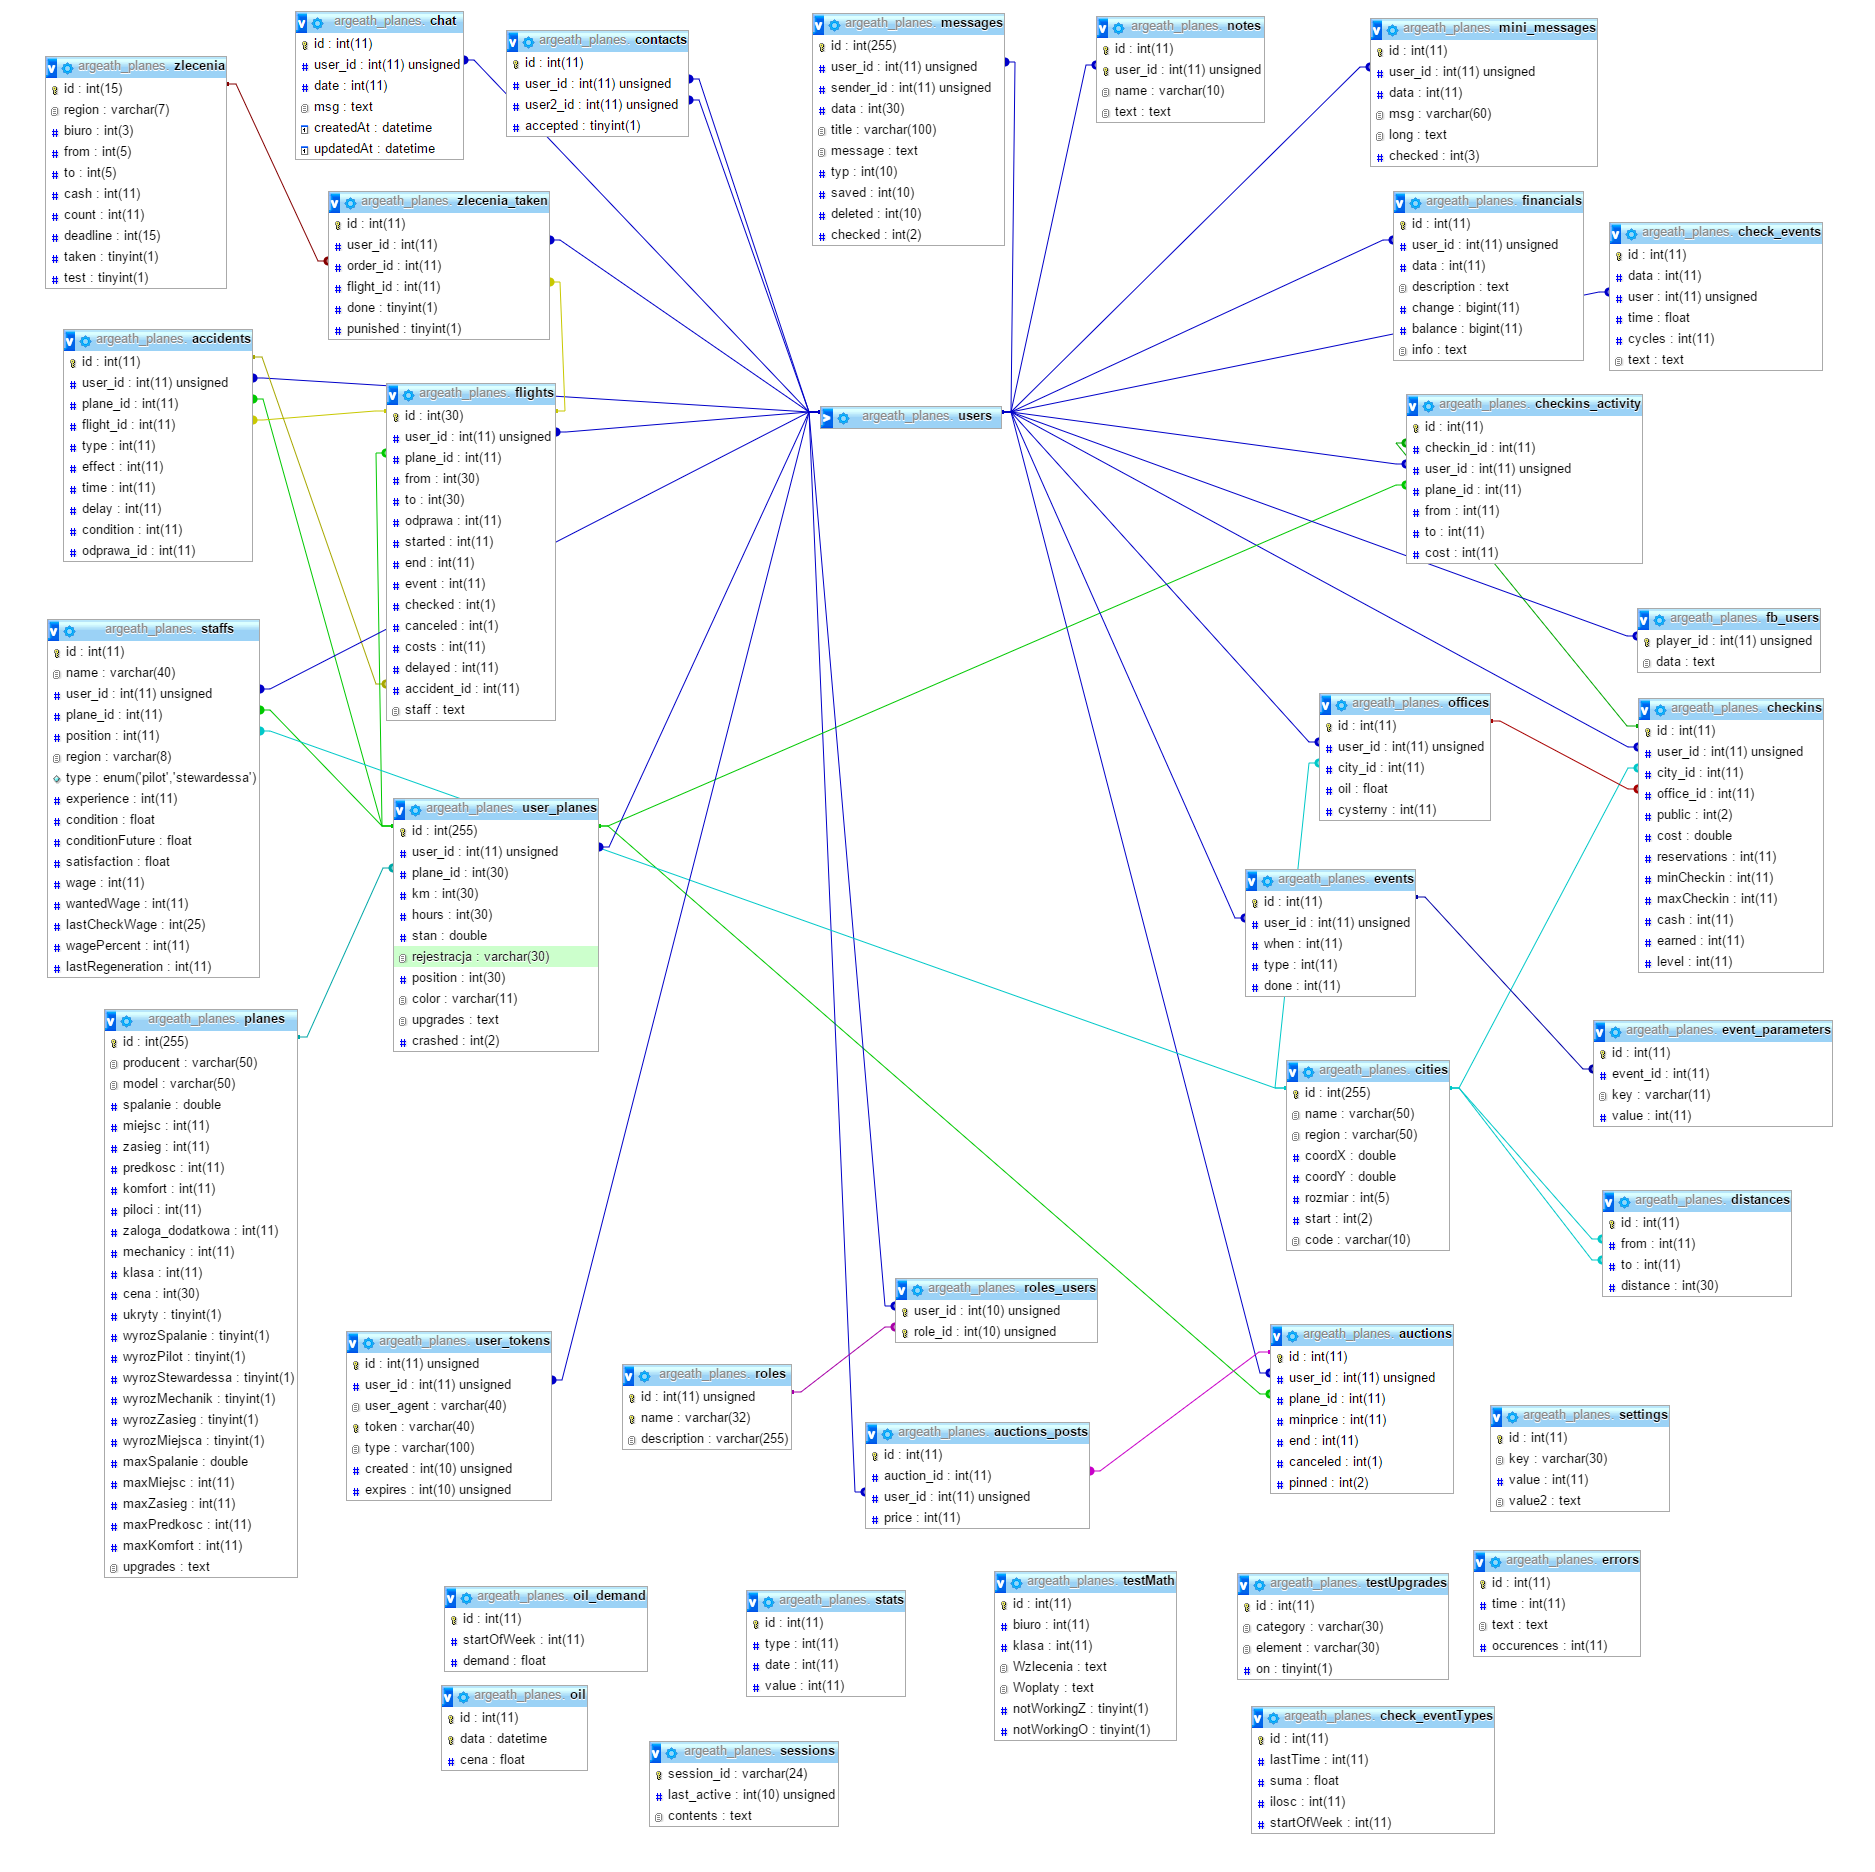 argeath_planes. chat
id : int(11)
user_id : int(11) unsigned
date : int(11)
msg : text
createdAt : datetime
updatedAt : datetime
argeath_planes. contacts
id : int(11)
user_id : int(11) unsigned
user2_id : int(11) unsigned
accepted : tinyint(1)
argeath_planes. messages
id : int(255)
user_id : int(11) unsigned
sender_id : int(11) unsigned
data : int(30)
title : varchar(100)
message : text
typ : int(10)
saved : int(10)
deleted : int(10)
checked : int(2)
argeath_planes. notes
id : int(11)
user_id : int(11) unsigned
name : varchar(10)
text : text
argeath_planes. mini_messages
id : int(11)
user_id : int(11) unsigned
data : int(11)
msg : varchar(60)
long : text
checked : int(3)
argeath_planes. zlecenia
id : int(15)
region : varchar(7)
biuro : int(3)
from : int(5)
to : int(5)
cash : int(11)
count : int(11)
deadline : int(15)
taken : tinyint(1)
test : tinyint(1)
argeath_planes. zlecenia_taken
id : int(11)
user_id : int(11)
order_id : int(11)
flight_id : int(11)
done : tinyint(1)
punished : tinyint(1)
argeath_planes. financials
id : int(11)
user_id : int(11) unsigned
data : int(11)
description : text
change : bigint(11)
balance : bigint(11)
info : text
argeath_planes. check_events
id : int(11)
data : int(11)
user : int(11) unsigned
time : float
cycles : int(11)
text : text
argeath_planes. accidents
id : int(11)
user_id : int(11) unsigned
plane_id : int(11)
flight_id : int(11)
type : int(11)
effect : int(11)
time : int(11)
delay : int(11)
condition : int(11)
odprawa_id : int(11)
argeath_planes. flights
id : int(30)
user_id : int(11) unsigned
plane_id : int(11)
from : int(30)
to : int(30)
odprawa : int(11)
started : int(11)
end : int(11)
event : int(11)
checked : int(1)
canceled : int(1)
costs : int(11)
delayed : int(11)
accident_id : int(11)
staff : text
argeath_planes. users
argeath_planes. checkins_activity
id : int(11)
checkin_id : int(11)
user_id : int(11) unsigned
plane_id : int(11)
from : int(11)
to : int(11)
cost : int(11)
argeath_planes. fb_users
player_id : int(11) unsigned
data : text
argeath_planes. staffs
id : int(11)
name : varchar(40)
user_id : int(11) unsigned
plane_id : int(11)
position : int(11)
region : varchar(8)
type : enum('pilot','stewardessa')
experience : int(11)
condition : float
conditionFuture : float
satisfaction : float
wage : int(11)
wantedWage : int(11)
lastCheckWage : int(25)
wagePercent : int(11)
lastRegeneration : int(11)
argeath_planes. offices
id : int(11)
user_id : int(11) unsigned
city_id : int(11)
oil : float
cysterny : int(11)
argeath_planes. checkins
id : int(11)
user_id : int(11) unsigned
city_id : int(11)
office_id : int(11)
public : int(2)
cost : double
reservations : int(11)
minCheckin : int(11)
maxCheckin : int(11)
cash : int(11)
earned : int(11)
level : int(11)
argeath_planes. user_planes
id : int(255)
user_id : int(11) unsigned
plane_id : int(30)
km : int(30)
hours : int(30)
stan : double
rejestracja : varchar(30)
position : int(30)
color : varchar(11)
upgrades : text
crashed : int(2)
argeath_planes. events
id : int(11)
user_id : int(11) unsigned
when : int(11)
type : int(11)
done : int(11)
argeath_planes. planes
id : int(255)
producent : varchar(50)
model : varchar(50)
spalanie : double
miejsc : int(11)
zasieg : int(11)
predkosc : int(11)
komfort : int(11)
piloci : int(11)
zaloga_dodatkowa : int(11)
mechanicy : int(11)
klasa : int(11)
cena : int(30)
ukryty : tinyint(1)
wyrozSpalanie : tinyint(1)
wyrozPilot : tinyint(1)
wyrozStewardessa : tinyint(1)
wyrozMechanik : tinyint(1)
wyrozZasieg : tinyint(1)
wyrozMiejsca : tinyint(1)
maxSpalanie : double
maxMiejsc : int(11)
maxZasieg : int(11)
maxPredkosc : int(11)
maxKomfort : int(11)
upgrades : text
argeath_planes. event_parameters
id : int(11)
event_id : int(11)
key : varchar(11)
value : int(11)
argeath_planes. cities
id : int(255)
name : varchar(50)
region : varchar(50)
coordX : double
coordY : double
rozmiar : int(5)
start : int(2)
code : varchar(10)
argeath_planes. distances
id : int(11)
from : int(11)
to : int(11)
distance : int(30)
argeath_planes. roles_users
user_id : int(10) unsigned
role_id : int(10) unsigned
argeath_planes. user_tokens
id : int(11) unsigned
user_id : int(11) unsigned
user_agent : varchar(40)
token : varchar(40)
type : varchar(100)
created : int(10) unsigned
expires : int(10) unsigned
argeath_planes. roles
id : int(11) unsigned
name : varchar(32)
description : varchar(255)
argeath_planes. auctions
id : int(11)
user_id : int(11) unsigned
plane_id : int(11)
minprice : int(11)
end : int(11)
canceled : int(1)
pinned : int(2)
argeath_planes. auctions_posts
id : int(11)
auction_id : int(11)
user_id : int(11) unsigned
price : int(11)
argeath_planes. settings
id : int(11)
key : varchar(30)
value : int(11)
value2 : text
argeath_planes. errors
id : int(11)
time : int(11)
text : text
occurences : int(11)
argeath_planes. oil_demand
id : int(11)
startOfWeek : int(11)
demand : float
argeath_planes. stats
id : int(11)
type : int(11)
date : int(11)
value : int(11)
argeath_planes. testMath
id : int(11)
biuro : int(11)
klasa : int(11)
Wzlecenia : text
Woplaty : text
notWorkingZ : tinyint(1)
notWorkingO : tinyint(1)
argeath_planes. testUpgrades
id : int(11)
category : varchar(30)
element : varchar(30)
on : tinyint(1)
argeath_planes. oil
id : int(11)
data : datetime
cena : float
argeath_planes. sessions
session_id : varchar(24)
last_active : int(10) unsigned
contents : text
argeath_planes. check_eventTypes
id : int(11)
lastTime : int(11)
suma : float
ilosc : int(11)
startOfWeek : int(11)